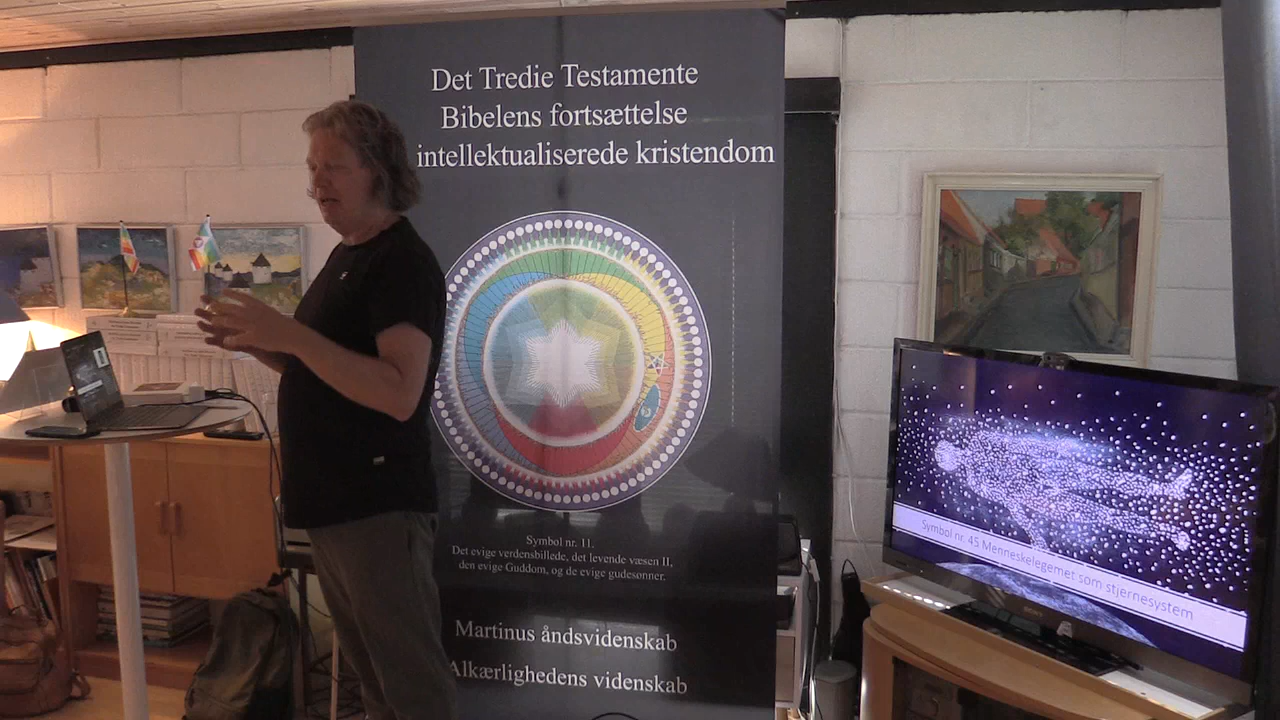 Det Tredie Testamente
Bibelens fortsættelse
intellektualiserede kristendom
Symbol nr. 11.
Det evige verdensbillede, det levende væsen II,
den evige Guddom, og de evige gudesønner.
Martinus åndsvidenskab
Alkærlighedens videnskab
Symbol nr. 45 Menneskelegemet som stjernesystem
SONY